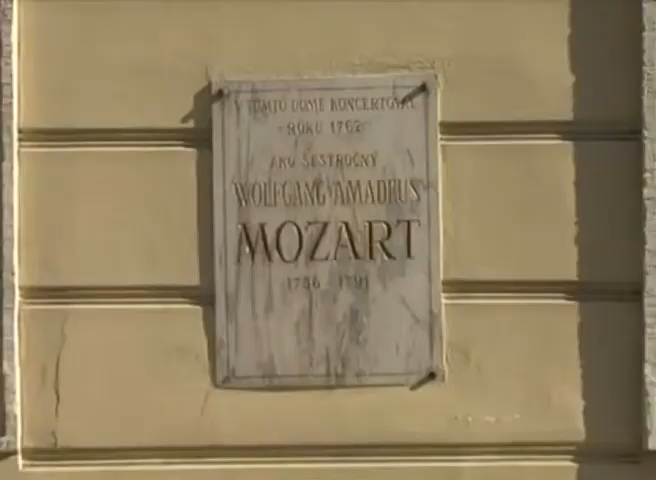 V TOMTO DOME KONCERTOVAL
ROKU 1762
AKO ŠESŤROČNÝ
WOLFGANG AMADEUS
MOZART
1756 - 1791